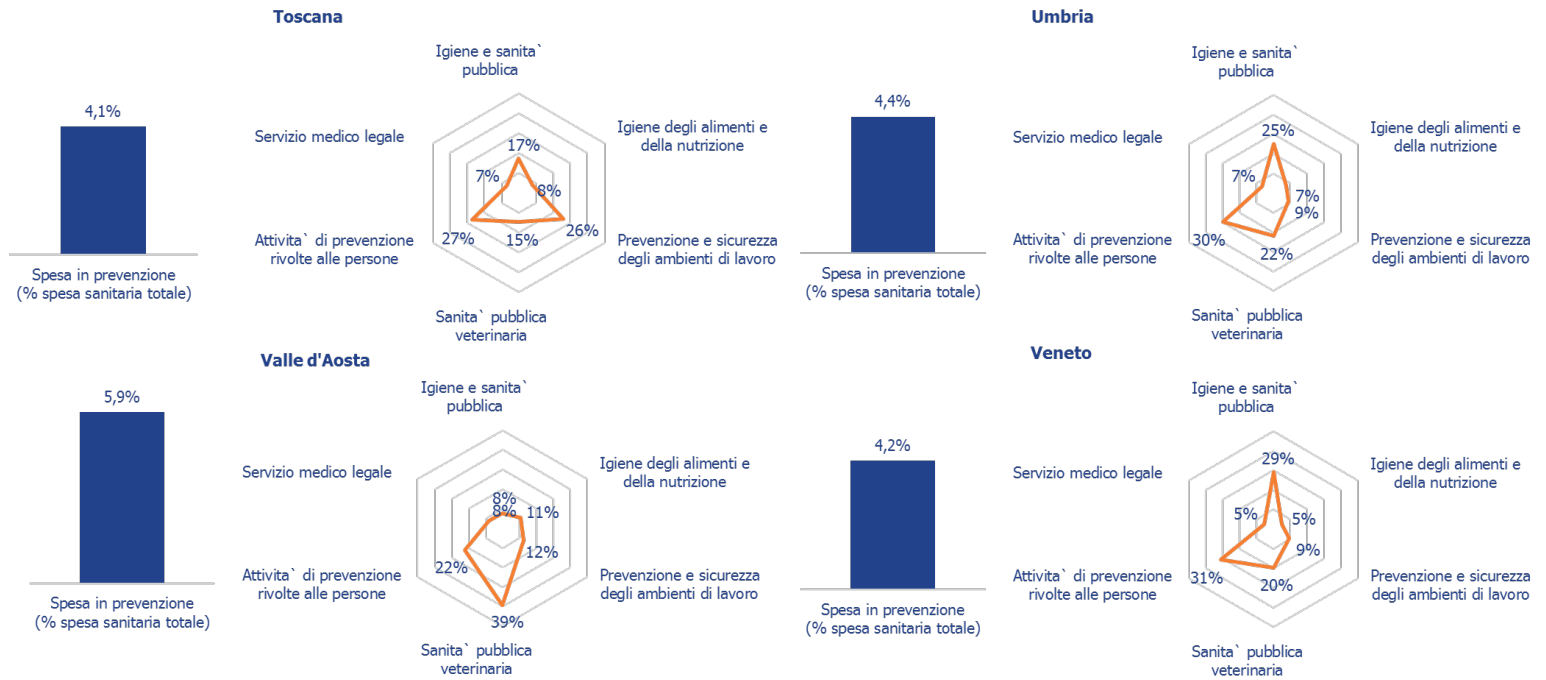 Toscana
4,1%
Spesa in prevenzione
(% spesa sanitaria totale)
Igiene e sanita` 
pubblica
Servizio medico legale
Igiene degli alimenti e
della nutrizione
17%
7%
8%
27%
15%
26%
Attivita` di prevenzione
rivolte alle persone
Prevenzione e sicurezza
degli ambienti di lavoro
Sanita` pubblica
veterinaria
Umbria
4,4%
Spesa in prevenzione
(% spesa sanitaria totale)
Igiene e sanita`
pubblica
Servizio medico legale
Igiene degli alimenti e
della nutrizione
25%
7%
7%
9%
30%
22%
Attivita` di prevenzione
rivolte alle persone
Prevenzione e sicurezza
degli ambienti di lavoro
Sanita` pubblica
veterinaria
Valle d'Aosta
5,9%
Spesa in prevenzione
(% spesa sanitaria totale)
Igiene e sanita`
pubblica
Servizio medico legale
Igiene degli alimenti e
della nutrizione
8%
8%
11%
12%
22%
39%
Attivita` di prevenzione
rivolte alle persone
Prevenzione e sicurezza
degli ambienti di lavoro
Sanita` pubblica
veterinaria
Veneto
4,2%
Spesa in prevenzione
(% spesa sanitaria totale)
Igiene e sanita`
pubblica
Servizio medico legale
Igiene degli alimenti e
della nutrizione
29%
5%
5%
9%
31%
20%
Attivita` di prevenzione
rivolte alle persone
Prevenzione e sicurezza
degli ambienti di lavoro
Sanita` pubblica
veterinaria